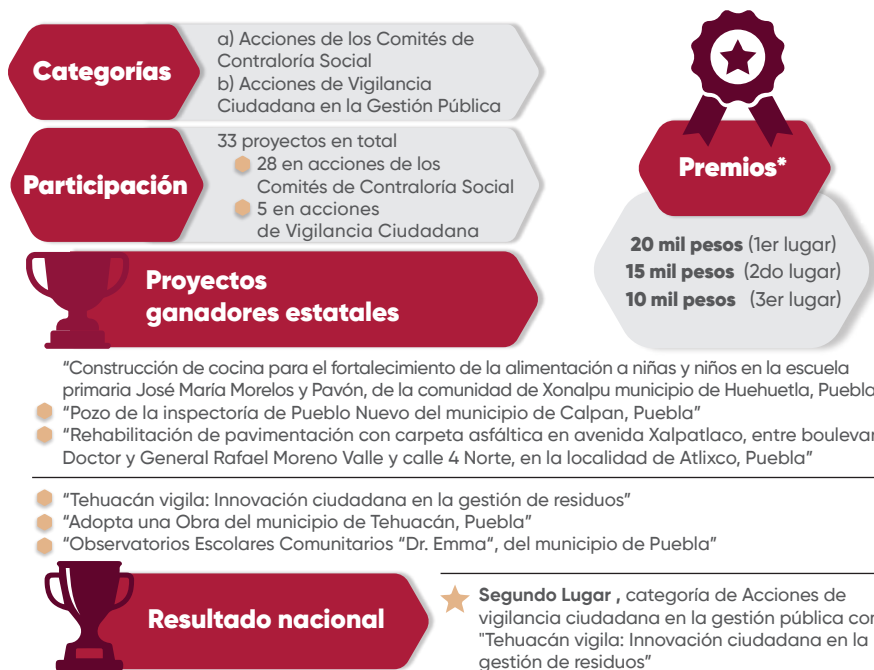 Categorías
a) Acciones de los Comités de
Contraloría Social
b) Acciones de Vigilancia
Ciudadana en la Gestión Pública
Participación
33 proyectos en total
28 en acciones de los
Comités de Contraloría Social
5 en acciones
de Vigilancia Ciudadana
Premios*
20 mil pesos (1er lugar)
15 mil pesos (2do lugar)
10 mil pesos (3er lugar)
Proyectos
ganadores estatales
“Construcción de cocina para el fortalecimiento de la alimentación a niñas y niños en la escuela
primaria José María Morelos y Pavón, de la comunidad de Xonalpu municipio de Huehuetla, Puebla
“Pozo de la inspectoría de Pueblo Nuevo del municipio de Calpan, Puebla”
“Rehabilitación de pavimentación con carpeta asfáltica en avenida Xalpatlaco, entre boulevar
Doctor y General Rafael Moreno Valle y calle 4 Norte, en la localidad de Atlixco, Puebla”
“Tehuacán vigila: Innovación ciudadana en la gestión de residuos”
“Adopta una Obra del municipio de Tehuacán, Puebla”
“Observatorios Escolares Comunitarios “Dr. Emma“, del municipio de Puebla”
Resultado nacional
Segundo Lugar , categoría de Acciones de
vigilancia ciudadana en la gestión pública con
"Tehuacán vigila: Innovación ciudadana en la
gestión de residuos”